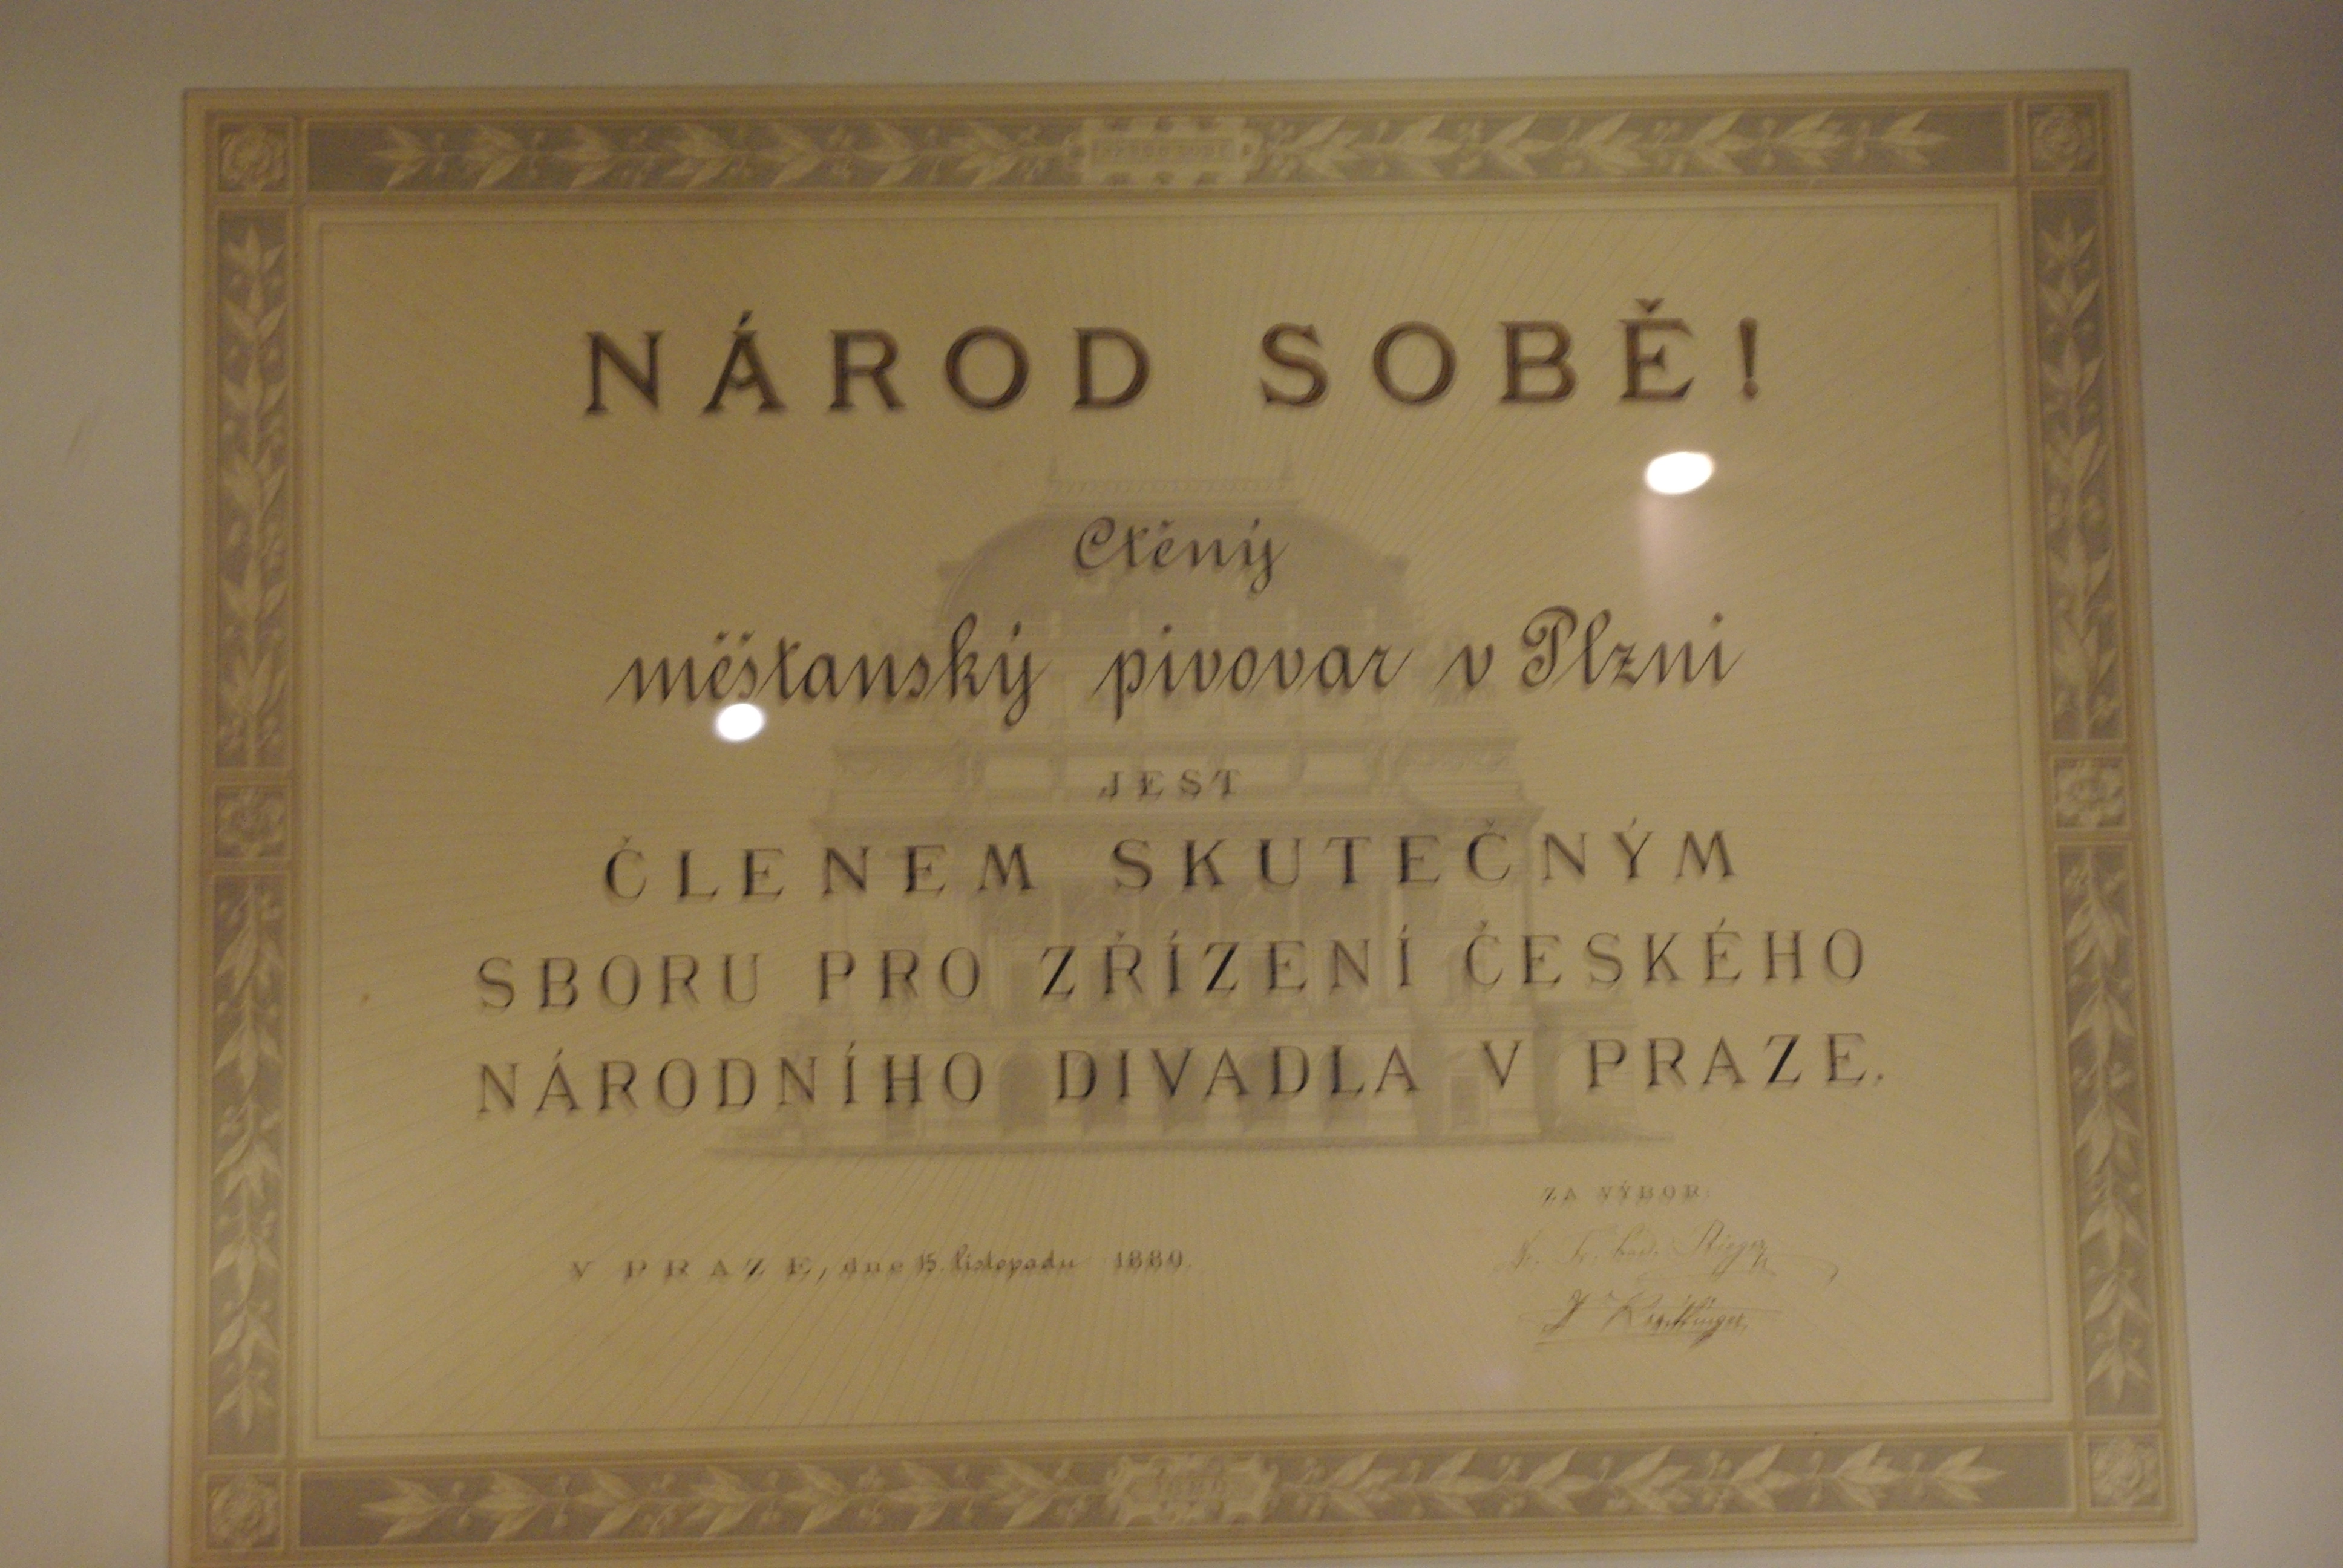 NÁROD SOBĚ!
Ctěný
měšťanský pivovar v Plzni
JEST
ČLENEM SKUTEČNÝM
SBORU PRO ZŘÍZENÍ ČESKÉHO
NÁRODNÍHO DIVADLA V PRAZE.
ZA VÝBOR:
V PRAZE, dne 15. listopadu 1880.
Rieger